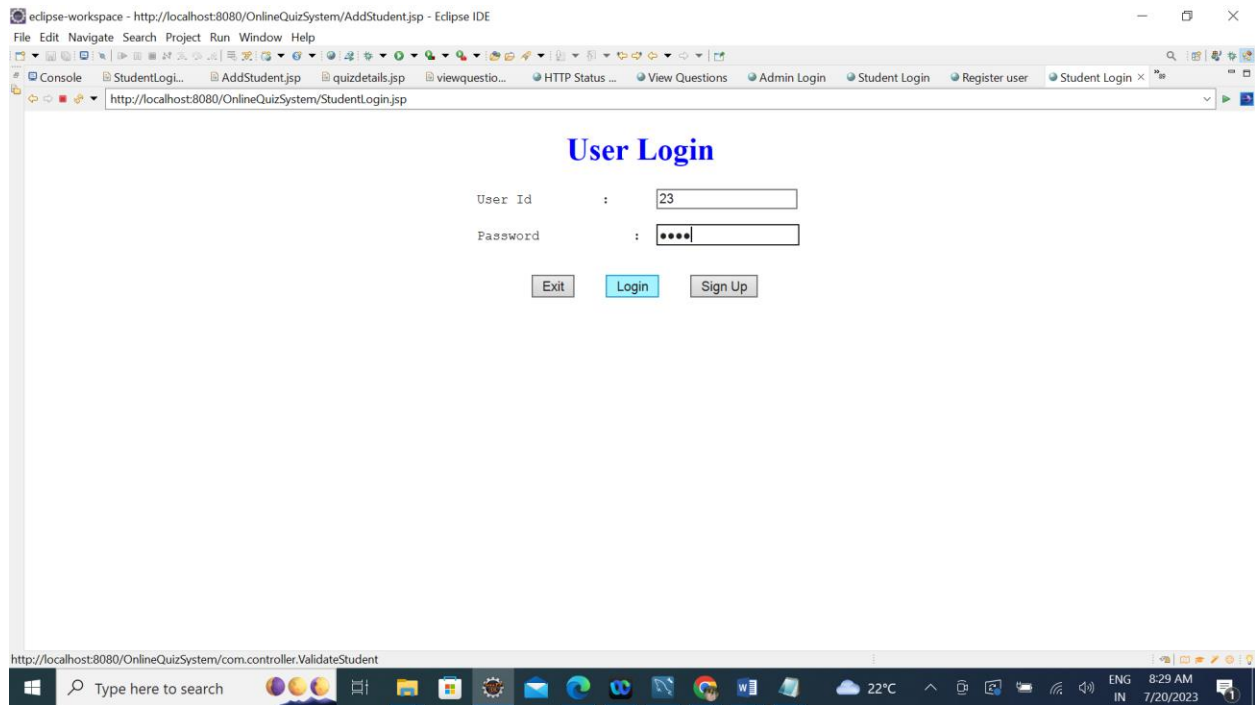 eclipse-workspace - http://localhost:8080/OnlineQuizSystem/AddStudent.jsp - Eclipse IDE
File Edit Navigate Search Project Run Window Help
Console StudentLogi... AddStudent.jsp quizdetails.jsp viewquestio... HTTP Status ... View Questions Admin Login Student Login Register user Student Login
http://localhost:8080/OnlineQuizSystem/StudentLogin.jsp
User Login
User Id : 23
Password : ••••
Exit Login Sign Up
http://localhost:8080/OnlineQuizSystem/com.controller.ValidateStudent
Type here to search 22°C ENG 8:29 AM
IN 7/20/2023